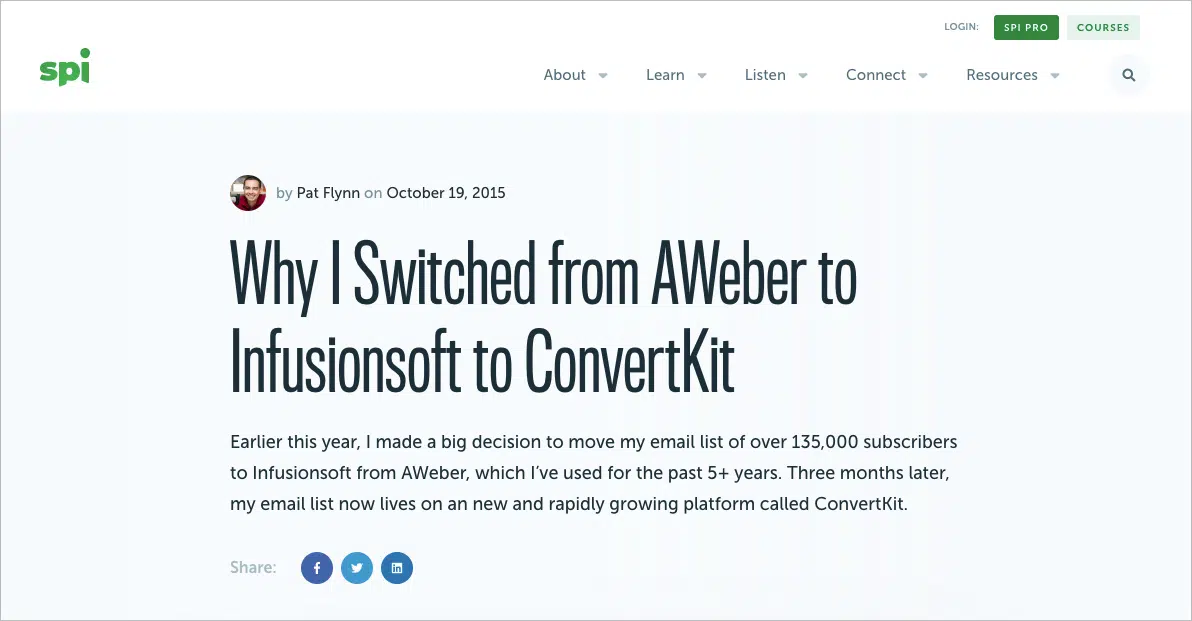 LOGIN: SPI PRO COURSES
spi
About Learn Listen Connect Resources
by Pat Flynn on October 19, 2015
Why I Switched from AWeber to
Infusionsoft to ConvertKit
Earlier this year, I made a big decision to move my email list of over 135,000 subscribers
to Infusionsoft from AWeber, which I’ve used for the past 5+ years. Three months later,
my email list now lives on an new and rapidly growing platform called ConvertKit.
Share: